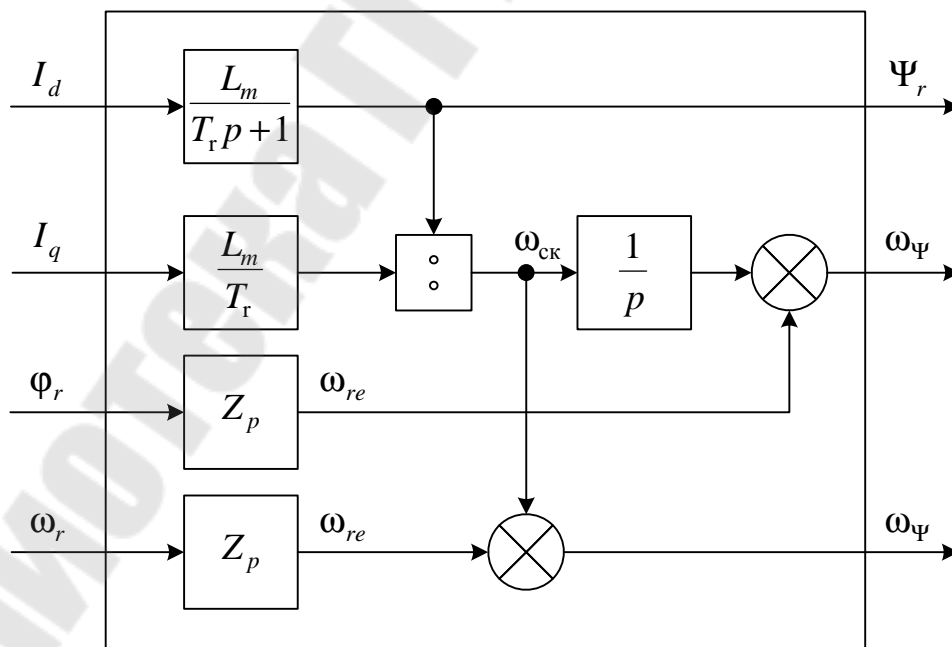 I_d
L_m
T_r p + 1
Ψ_r
I_q
L_m
T_r
ω_ск
1
p
ω_Ψ
φ_r
Z_p
ω_re
ω_r
Z_p
ω_re
ω_Ψ